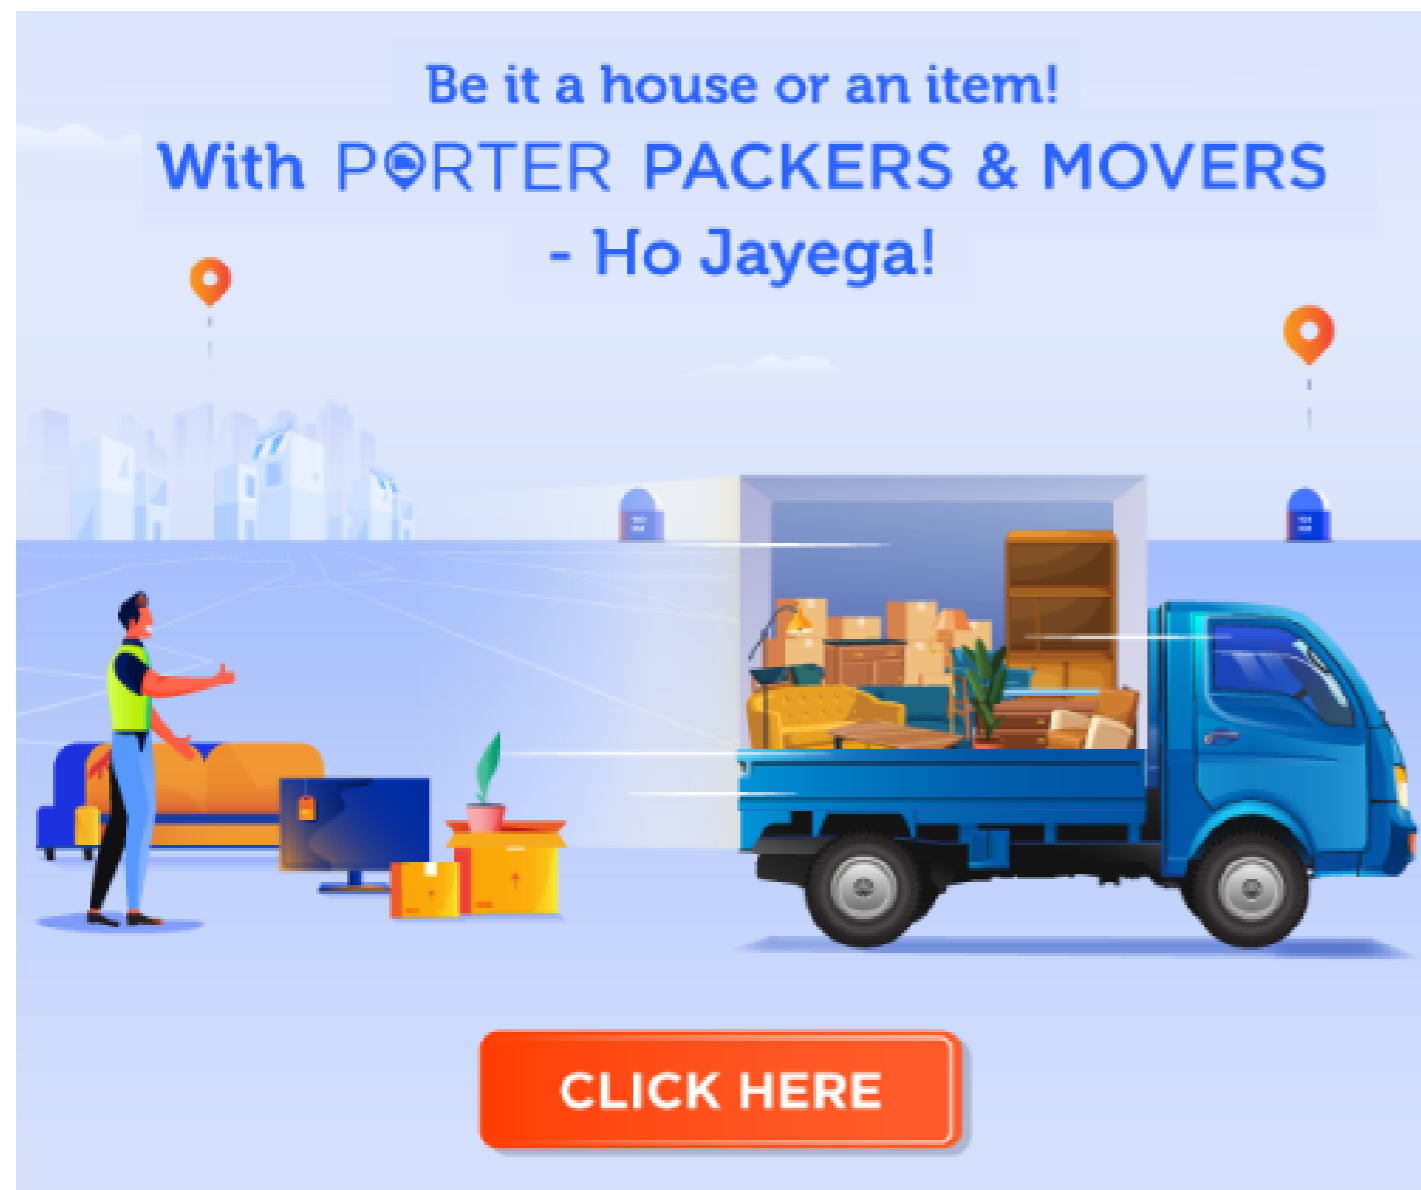 Be it a house or an item!
With PORTER PACKERS & MOVERS
- Ho Jayega!
CLICK HERE